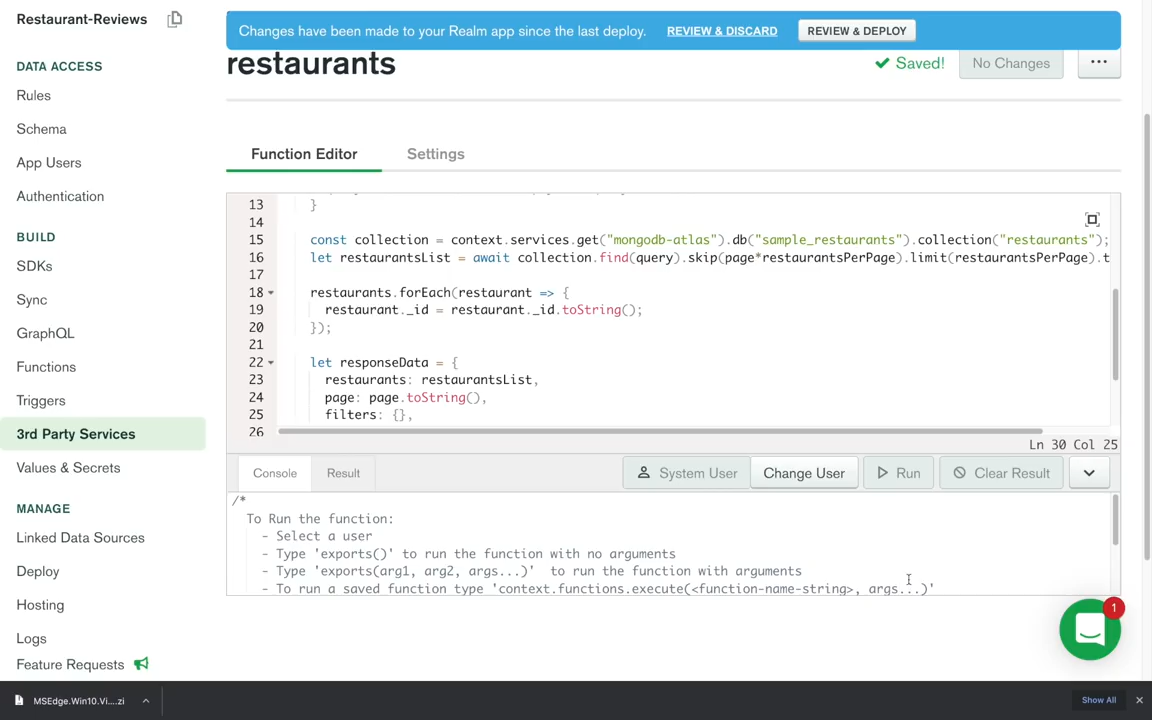 Restaurant-Reviews
Changes have been made to your Realm app since the last deploy. REVIEW & DISCARD REVIEW & DEPLOY
restaurants
Saved!
No Changes
...
DATA ACCESS
Rules
Schema
App Users
Authentication
BUILD
SDKs
Sync
GraphQL
Functions
Triggers
3rd Party Services
Values & Secrets
MANAGE
Linked Data Sources
Deploy
Hosting
Logs
Feature Requests
Function Editor Settings
13 }
14
15 const collection = context.services.get("mongodb-atlas").db("sample_restaurants").collection("restaurants");
16 let restaurantsList = await collection.find(query).skip(page*restaurantsPerPage).limit(restaurantsPerPage).t
17
18 restaurants.forEach(restaurant => {
19 restaurant._id = restaurant._id.toString();
20 });
21
22 let responseData = {
23 restaurants: restaurantsList,
24 page: page.toString(),
25 filters: {},
26
Ln 30 Col 25
Console Result System User Change User Run Clear Result
/*
To Run the function:
- Select a user
- Type 'exports()' to run the function with no arguments
- Type 'exports(arg1, arg2, args...)' to run the function with arguments
- To run a saved function type 'context.functions.execute(<function-name-string>, args...)'
1
MSEdge.Win10.Vi....zi
Show All